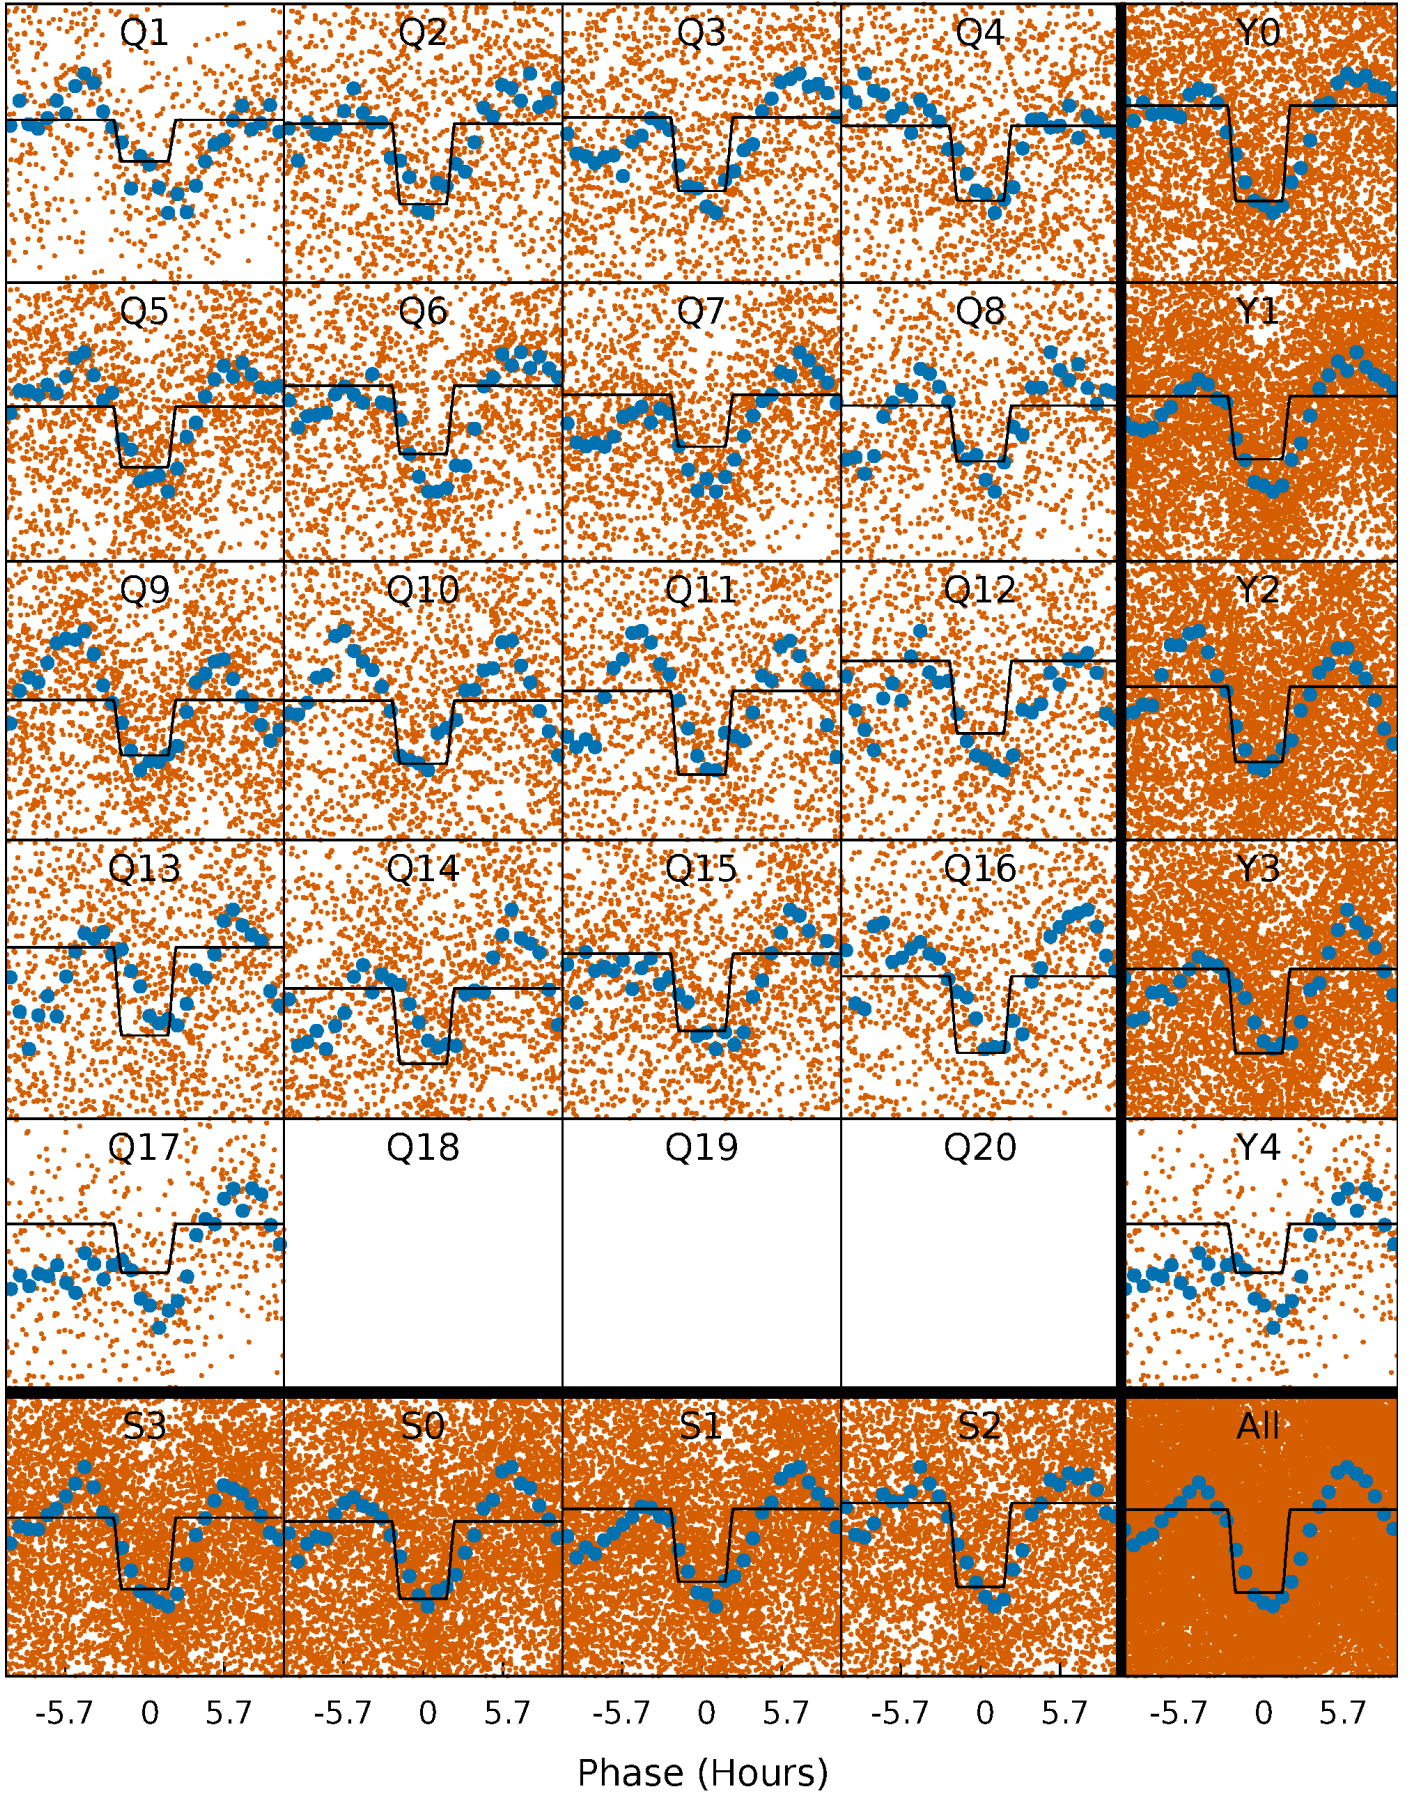 Q1 Q2 Q3 Q4 Y0
Q5 Q6 Q7 Q8 Y1
Q9 Q10 Q11 Q12 Y2
Q13 Q14 Q15 Q16 Y3
Q17 Q18 Q19 Q20 Y4
S3 S0 S1 S2 All
-5.7 0 5.7 -5.7 0 5.7 -5.7 0 5.7 -5.7 0 5.7 -5.7 0 5.7
Phase (Hours)